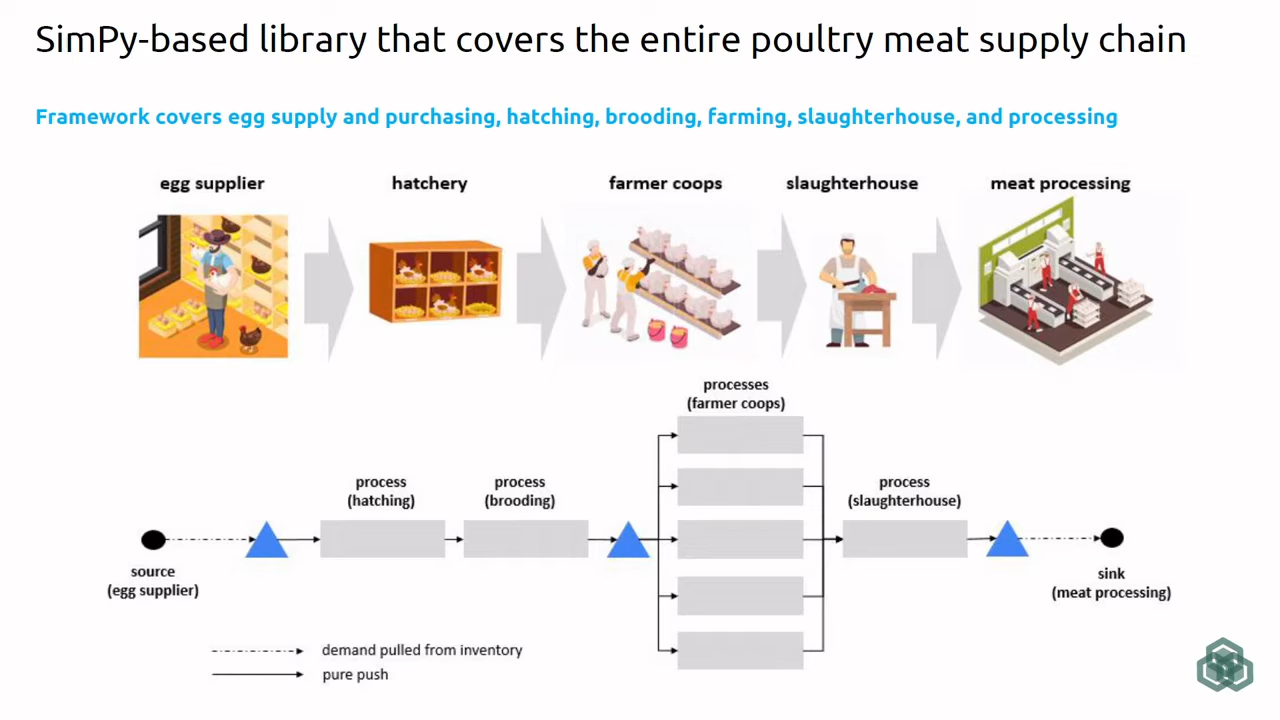 SimPy-based library that covers the entire poultry meat supply chain
Framework covers egg supply and purchasing, hatching, brooding, farming, slaughterhouse, and processing
egg supplier
hatchery
farmer coops
slaughterhouse
meat processing
processes
(farmer coops)
process
(hatching)
process
(brooding)
process
(slaughterhouse)
source
(egg supplier)
sink
(meat processing)
demand pulled from inventory
pure push